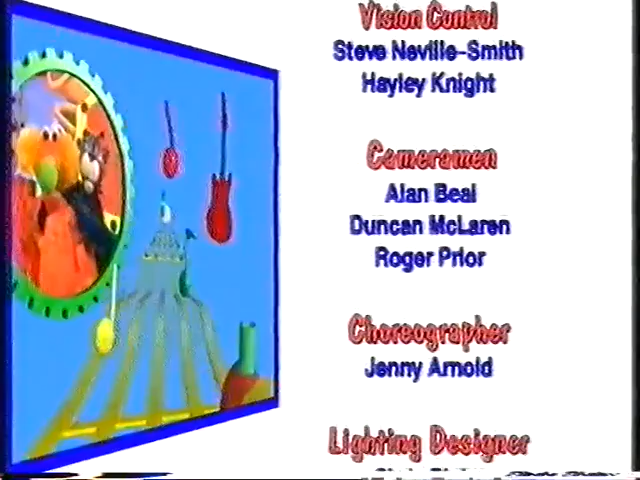 Vision Control
Steve Neville-Smith
Hayley Knight
Cameramen
Alan Beal
Duncan McLaren
Roger Prior
Choreographer
Jenny Arnold
Lighting Designer